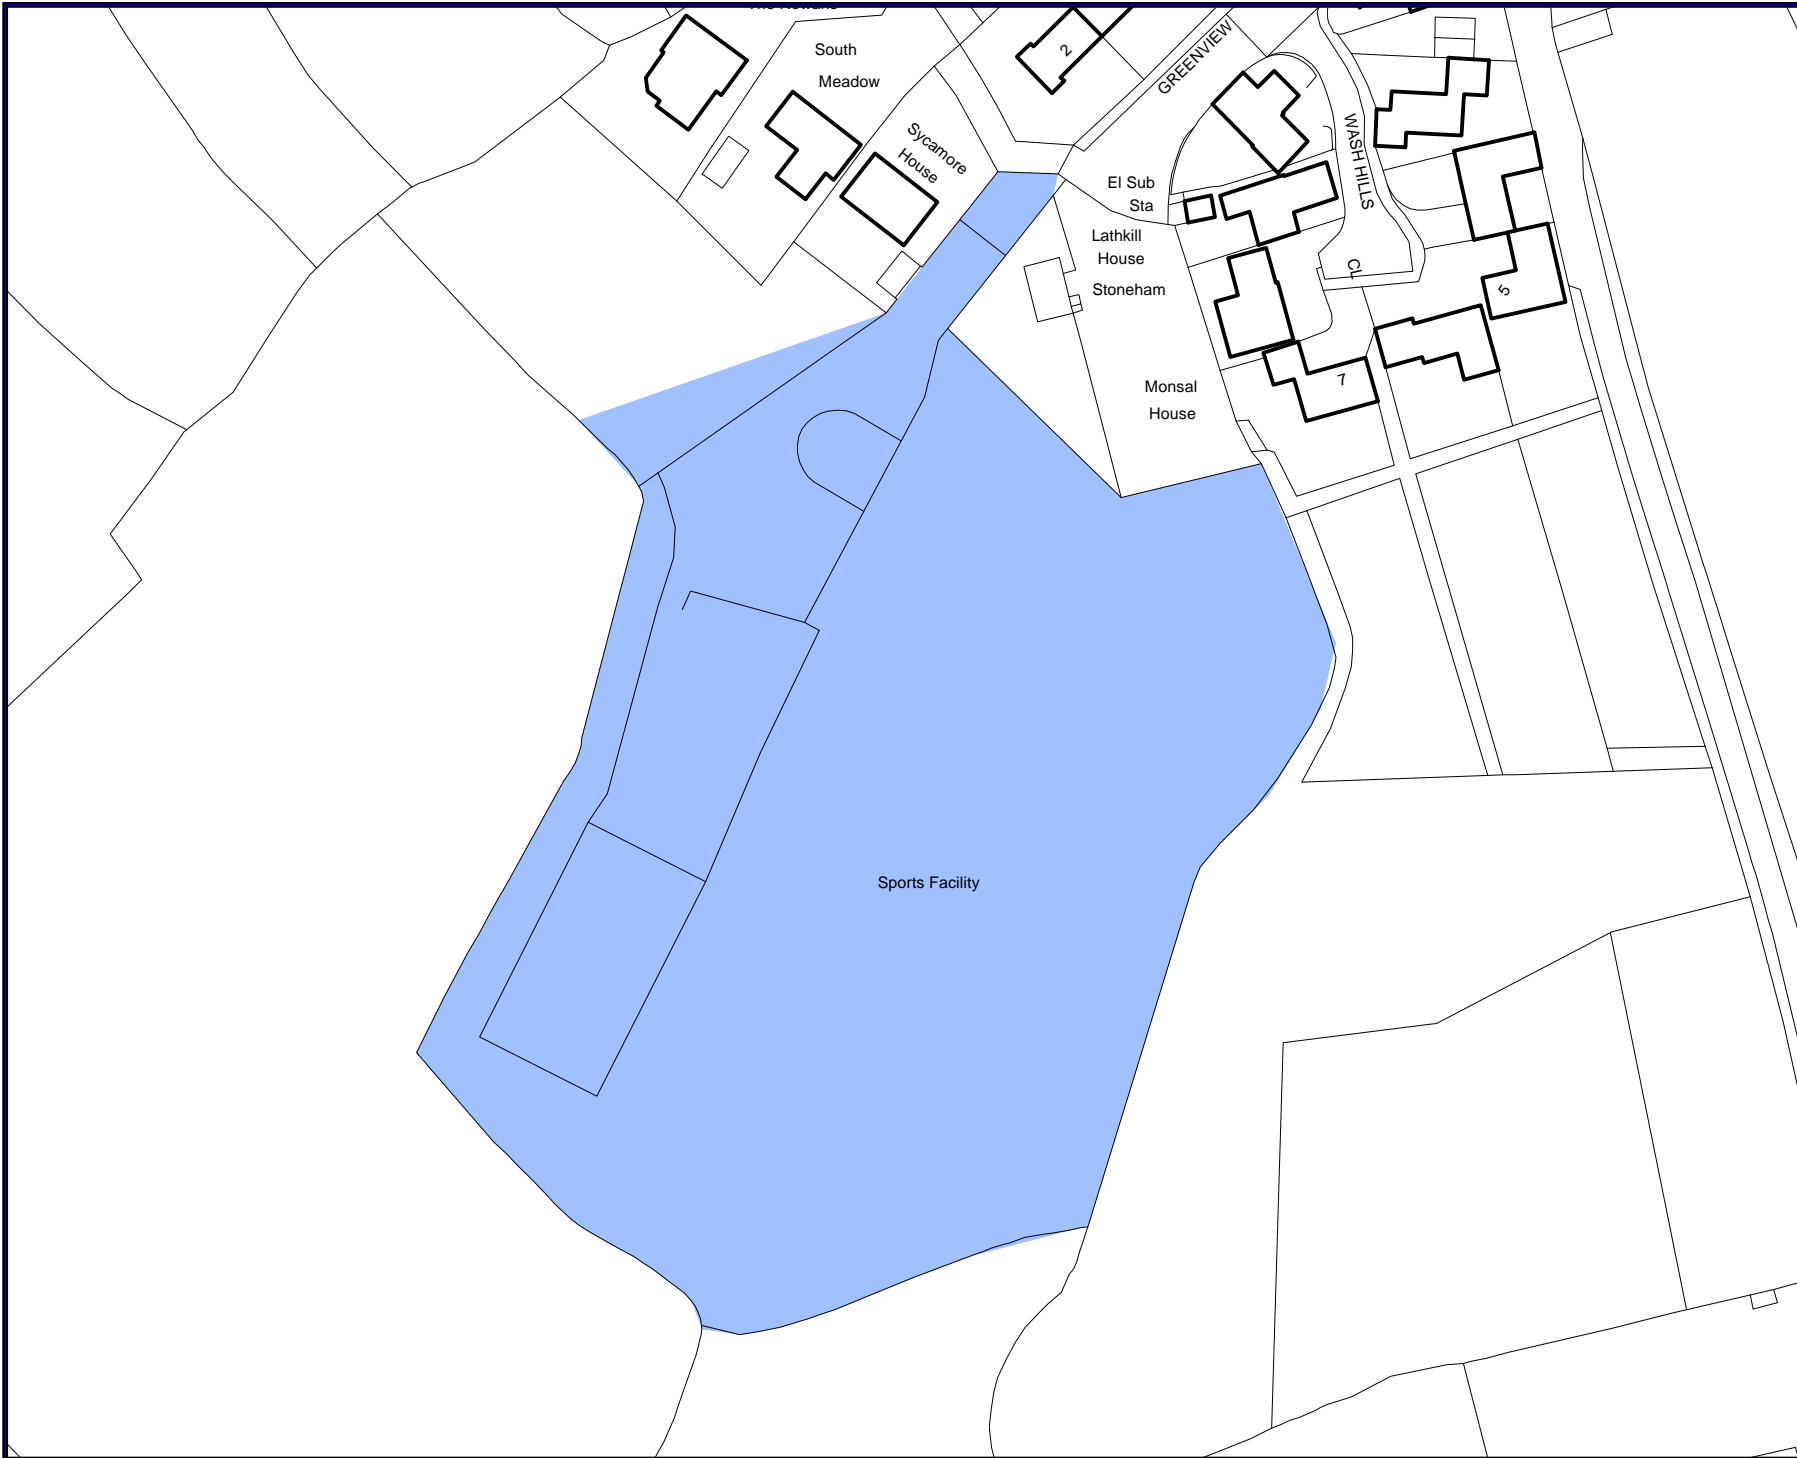 South
Meadow
2
GREENVIEW
Sycamore
House
WASH HILLS
CL
El Sub
Sta
Lathkill
House
Stoneham
5
Monsal
House
7
Sports Facility